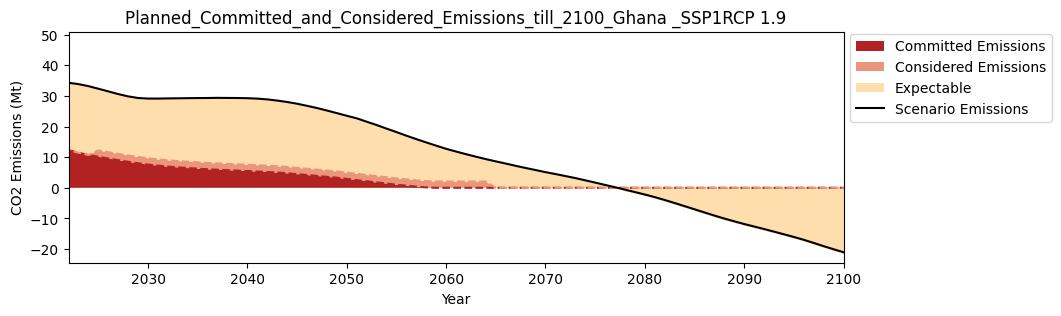 Planned_Committed_and_Considered_Emissions_till_2100_Ghana _SSP1RCP 1.9
CO2 Emissions (Mt)
50
40
30
20
10
0
−10
−20
2030 2040 2050 2060 2070 2080 2090 2100
Year
Committed Emissions
Considered Emissions
Expectable
Scenario Emissions